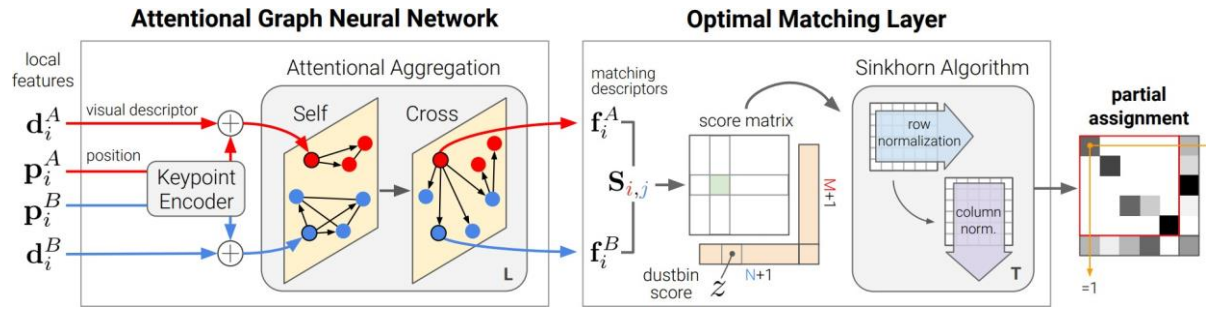 Attentional Graph Neural Network
Optimal Matching Layer
local
features
visual descriptor
d_i^A
position
p_i^A
Keypoint
Encoder
p_i^B
d_i^B
+
+
Attentional Aggregation
Self
Cross
L
matching
descriptors
f_i^A
S_{i,j}
f_i^B
score matrix
M+1
N+1
dustbin
score
z
Sinkhorn Algorithm
row
normalization
column
norm.
T
partial
assignment
=1